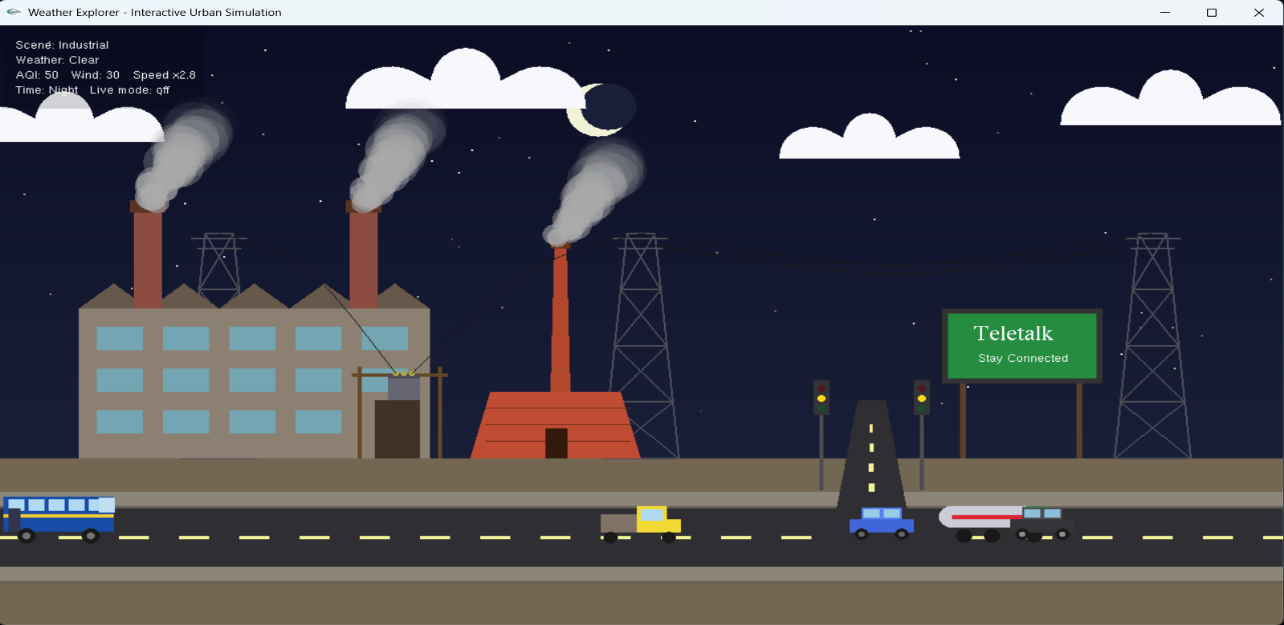 Weather Explorer - Interactive Urban Simulation
Scene: Industrial
Weather: Clear
AQI: 50 Wind: 30 Speed x2.8
Time: Night Live mode: off
Teletalk
Stay Connected